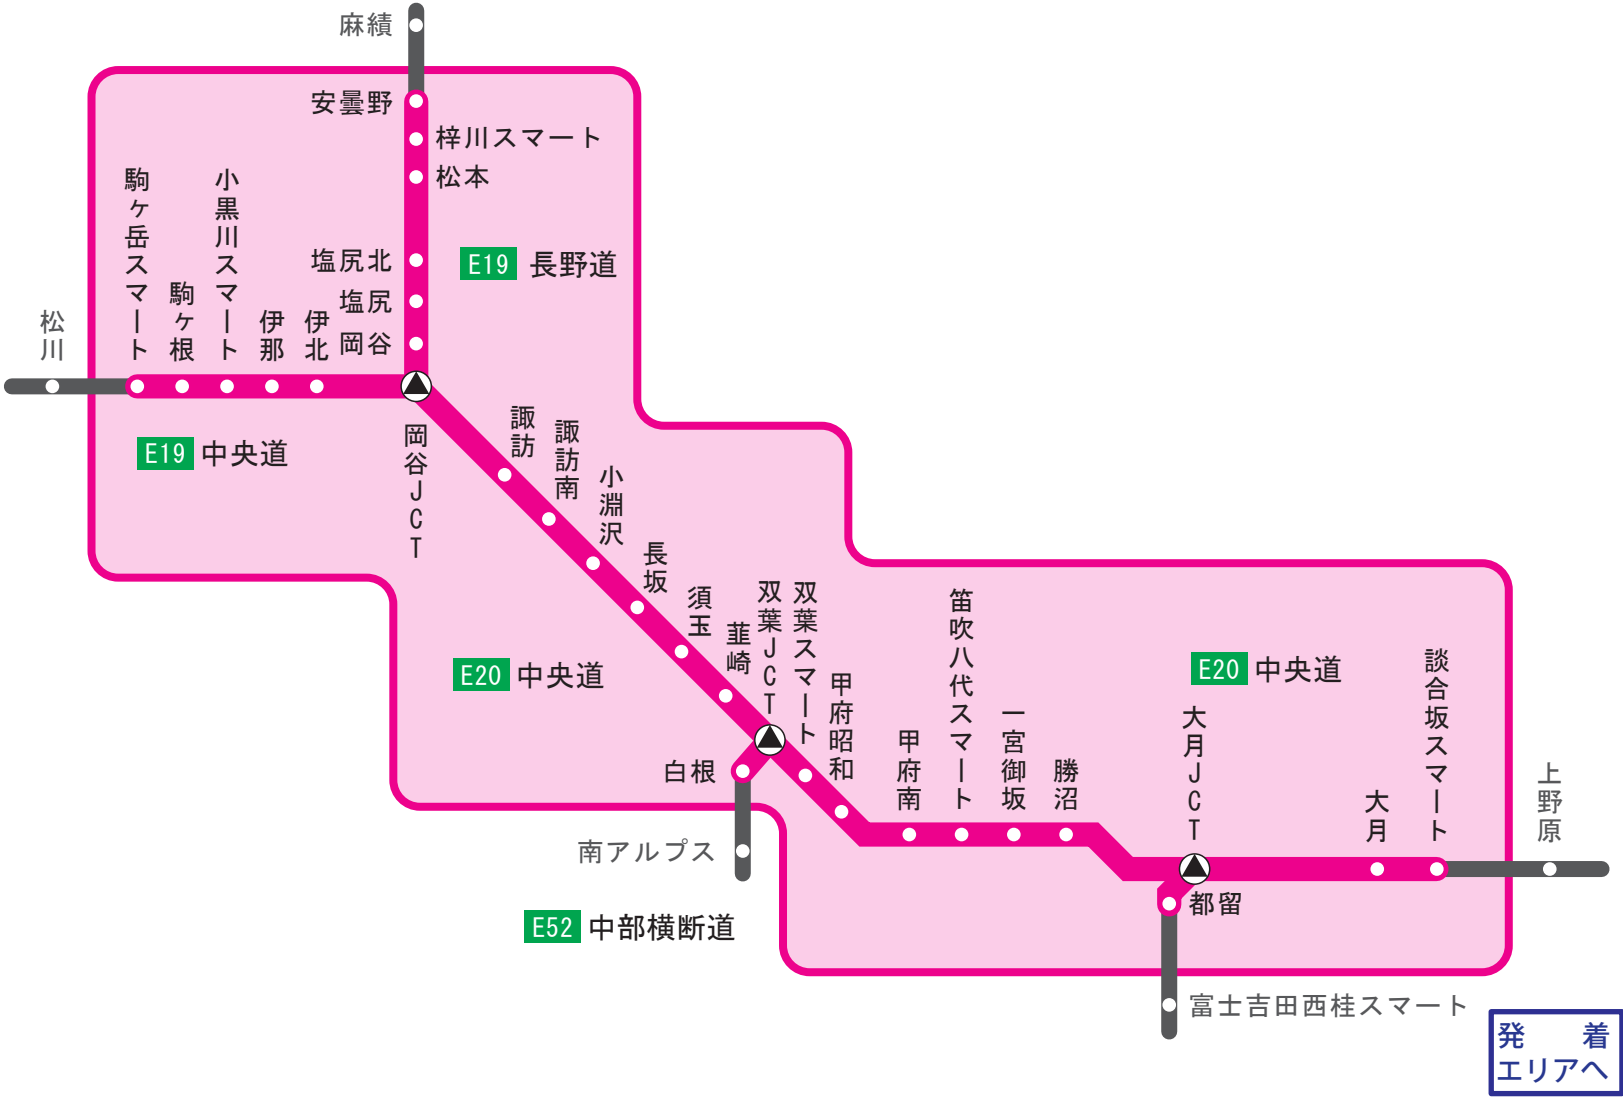 麻績
安曇野
梓川スマート
松本
塩尻北
塩尻
岡谷
E19 長野道
松川
駒ヶ岳スマート
駒ヶ根
小黒川スマート
伊那
伊北
E19 中央道
岡谷JCT
諏訪
諏訪南
小淵沢
長坂
須玉
韮崎
双葉JCT
双葉スマート
甲府昭和
E20 中央道
白根
南アルプス
E52 中部横断道
甲府南
笛吹八代スマート
一宮御坂
勝沼
E20 中央道
大月JCT
都留
大月
談合坂スマート
上野原
富士吉田西桂スマート
発 着
エリアへ